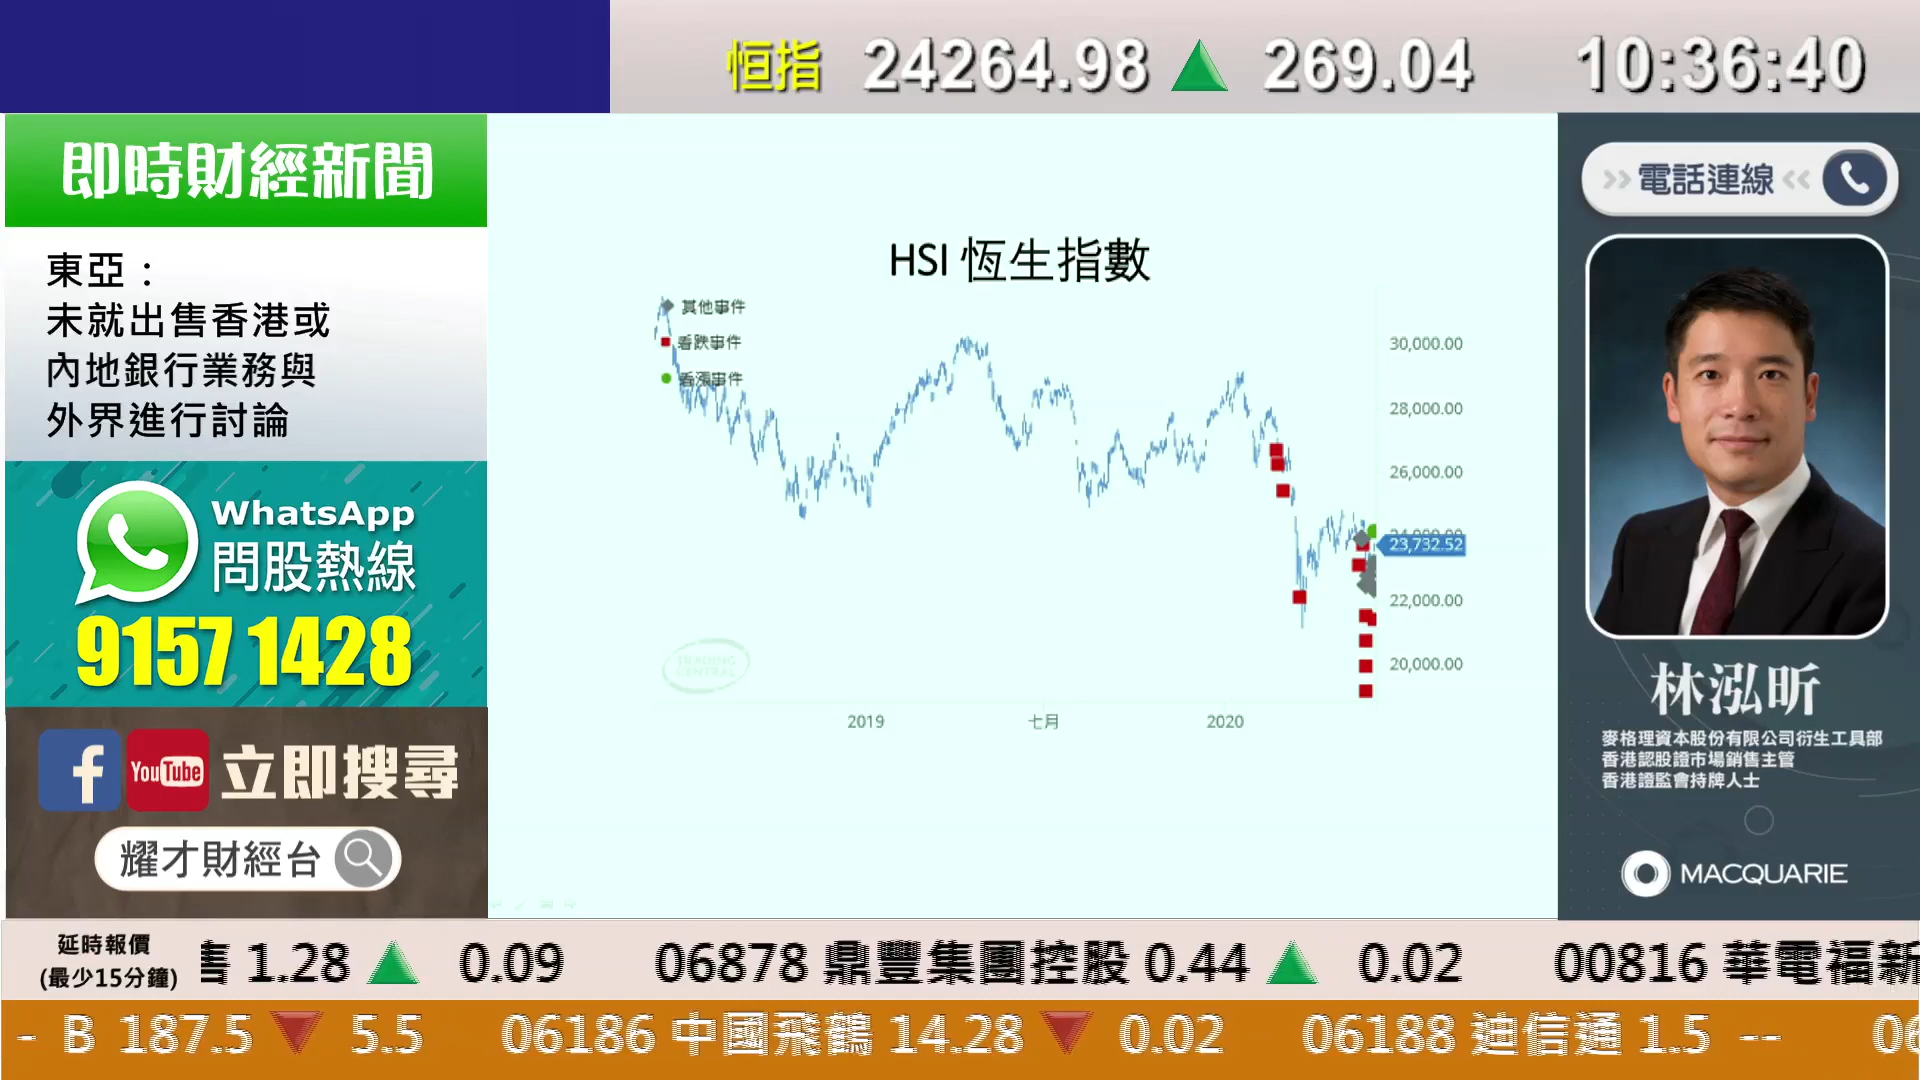 恒指 24264.98 ▲ 269.04 10:36:40
即時財經新聞
東亞：
未就出售香港或
內地銀行業務與
外界進行討論
WhatsApp
問股熱線
9157 1428
f YouTube 立即搜尋
耀才財經台
HSI 恆生指數
其他事件
看跌事件
看漲事件
30,000.00
28,000.00
26,000.00
24,000.00
23,732.52
22,000.00
20,000.00
2019 七月 2020
TRADING
CENTRAL
>> 電話連線 <<
林泓昕
麥格理資本股份有限公司衍生工具部
香港認股證市場銷售主管
香港證監會持牌人士
MACQUARIE
延時報價
(最少15分鐘)
售 1.28 ▲ 0.09 06878 鼎豐集團控股 0.44 ▲ 0.02 00816 華電福新
- B 187.5 ▼ 5.5 06186 中國飛鶴 14.28 ▼ 0.02 06188 迪信通 1.5 -- 06